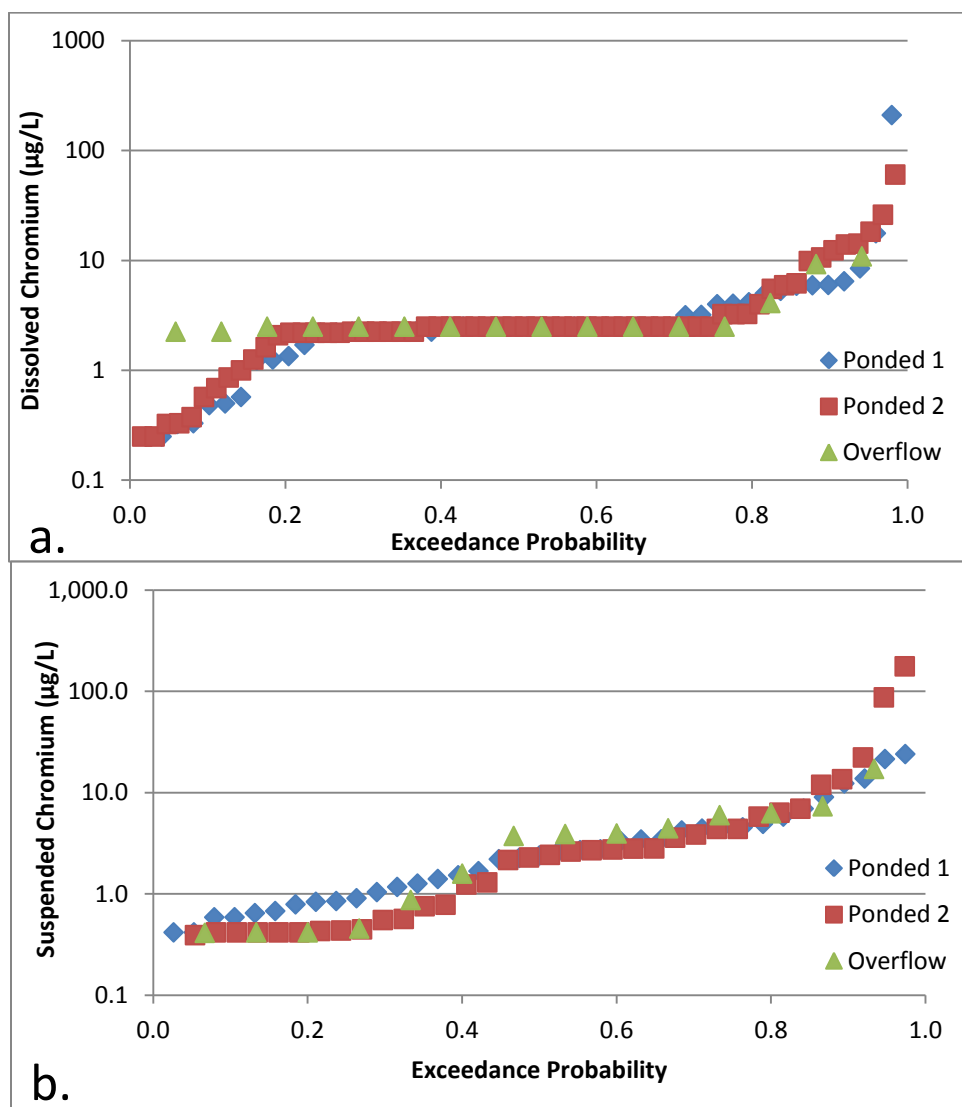 1000
100
10
1
0.1
Dissolved Chromium (µg/L)
Ponded 1
Ponded 2
Overflow
0.0 0.2 0.4 0.6 0.8 1.0
Exceedance Probability
a.
1,000.0
100.0
10.0
1.0
0.1
Suspended Chromium (µg/L)
Ponded 1
Ponded 2
Overflow
0.0 0.2 0.4 0.6 0.8 1.0
Exceedance Probability
b.